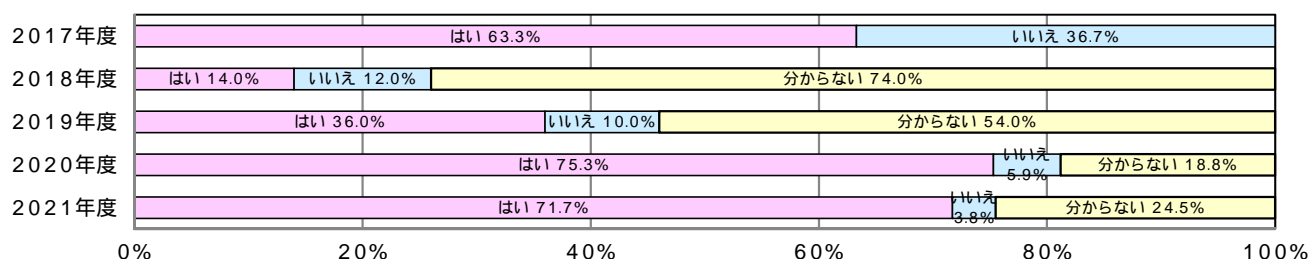 2017年度 はい 63.3% いいえ 36.7%
2018年度 はい 14.0% いいえ 12.0% 分からない 74.0%
2019年度 はい 36.0% いいえ 10.0% 分からない 54.0%
2020年度 はい 75.3% いいえ 5.9% 分からない 18.8%
2021年度 はい 71.7% いいえ 3.8% 分からない 24.5%
0% 20% 40% 60% 80% 100%